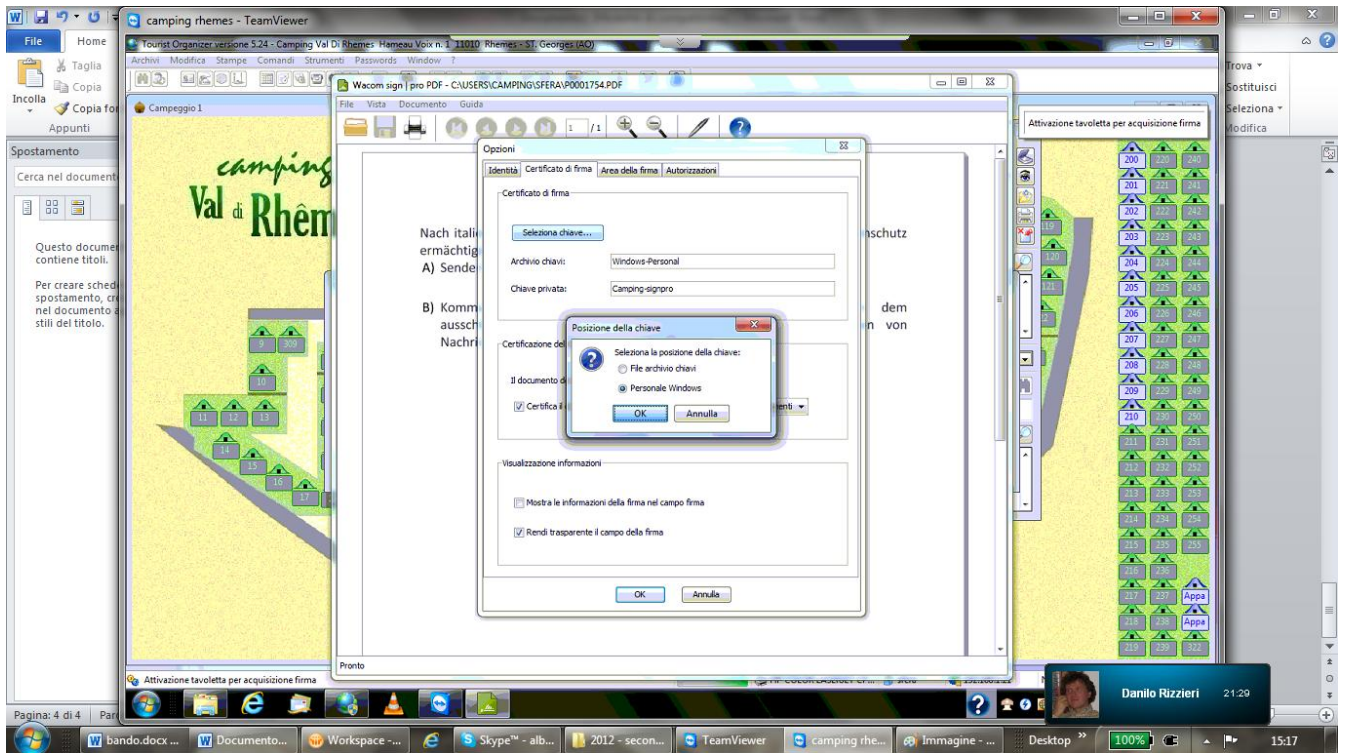 camping rhemes - TeamViewer
File
Home
Taglia
Copia
Incolla
Copia for
Appunti
Trova
Sostituisci
Seleziona
Modifica
Tourist Organizer versione 5.24 - Camping Val Di Rhemes Hameau Voix n. 1 11010 Rhemes - ST. Georges (AO)
Archivi Modifica Stampe Comandi Strumenti Passwords Window ?
Campeggio 1
Wacom sign | pro PDF - C:\USERS\CAMPING\SFERA\P0001754.PDF
File Vista Documento Guida
1 /1
Attivazione tavoletta per acquisizione firma
Spostamento
Cerca nel document
Questo docume
contiene titoli.
Per creare sched
spostamento, cre
nel documento a
stili del titolo.
camping
Val di Rhêm
Nach italie
nschutz
ermächtig
A) Sende
B) Komm
dem
aussch
n von
Nachri
Opzioni
Identità Certificato di firma Area della firma Autorizzazioni
Certificato di firma
Seleziona chiave...
Archivio chiavi: Windows-Personal
Chiave privata: Camping-signpro
Certificazione del
Il documento d
Certifica il
enti
Posizione della chiave
Seleziona la posizione della chiave:
File archivio chiavi
Personale Windows
OK Annulla
Visualizzazione informazioni
Mostra le informazioni della firma nel campo firma
Rendi trasparente il campo della firma
OK Annulla
Pronto
9 309
10
11 12 13
14
15
16
17
119
120
121
200 220 240
201 221 241
202 222 242
203 223 243
204 224 244
205 225 245
206 226 246
207 227 247
208 228 248
209 229 249
210 230 250
211 231 251
212 232 252
213 233 253
214 234 254
215 235 255
216 236
217 237 Appa
218 238 Appa
219 239 322
Attivazione tavoletta per acquisizione firma
Danilo Rizzieri 21:29
Pagina: 4 di 4
Par
bando.docx ...
Documento...
Workspace -...
Skype™ - alb...
2012 - secon...
TeamViewer
camping rhe...
Immagine - ...
Desktop
100%
15:17